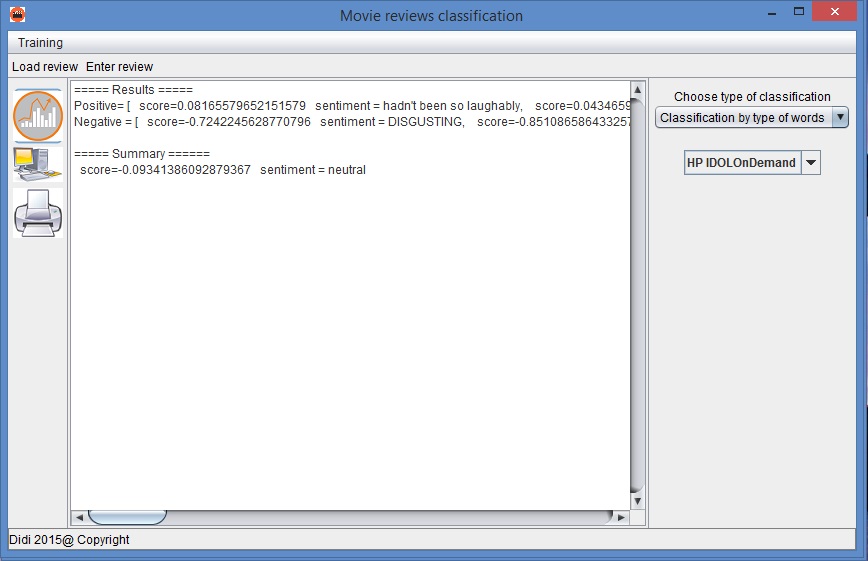 Movie reviews classification
Training
Load review Enter review
===== Results =====
Positive= [ score=0.08165579652151579 sentiment = hadn't been so laughably, score=0.0434659
Negative = [ score=-0.7242245628770796 sentiment = DISGUSTING, score=-0.851086586433257
===== Summary ======
score=-0.09341386092879367 sentiment = neutral
Choose type of classification
Classification by type of words
HP IDOLOnDemand
Didi 2015@ Copyright